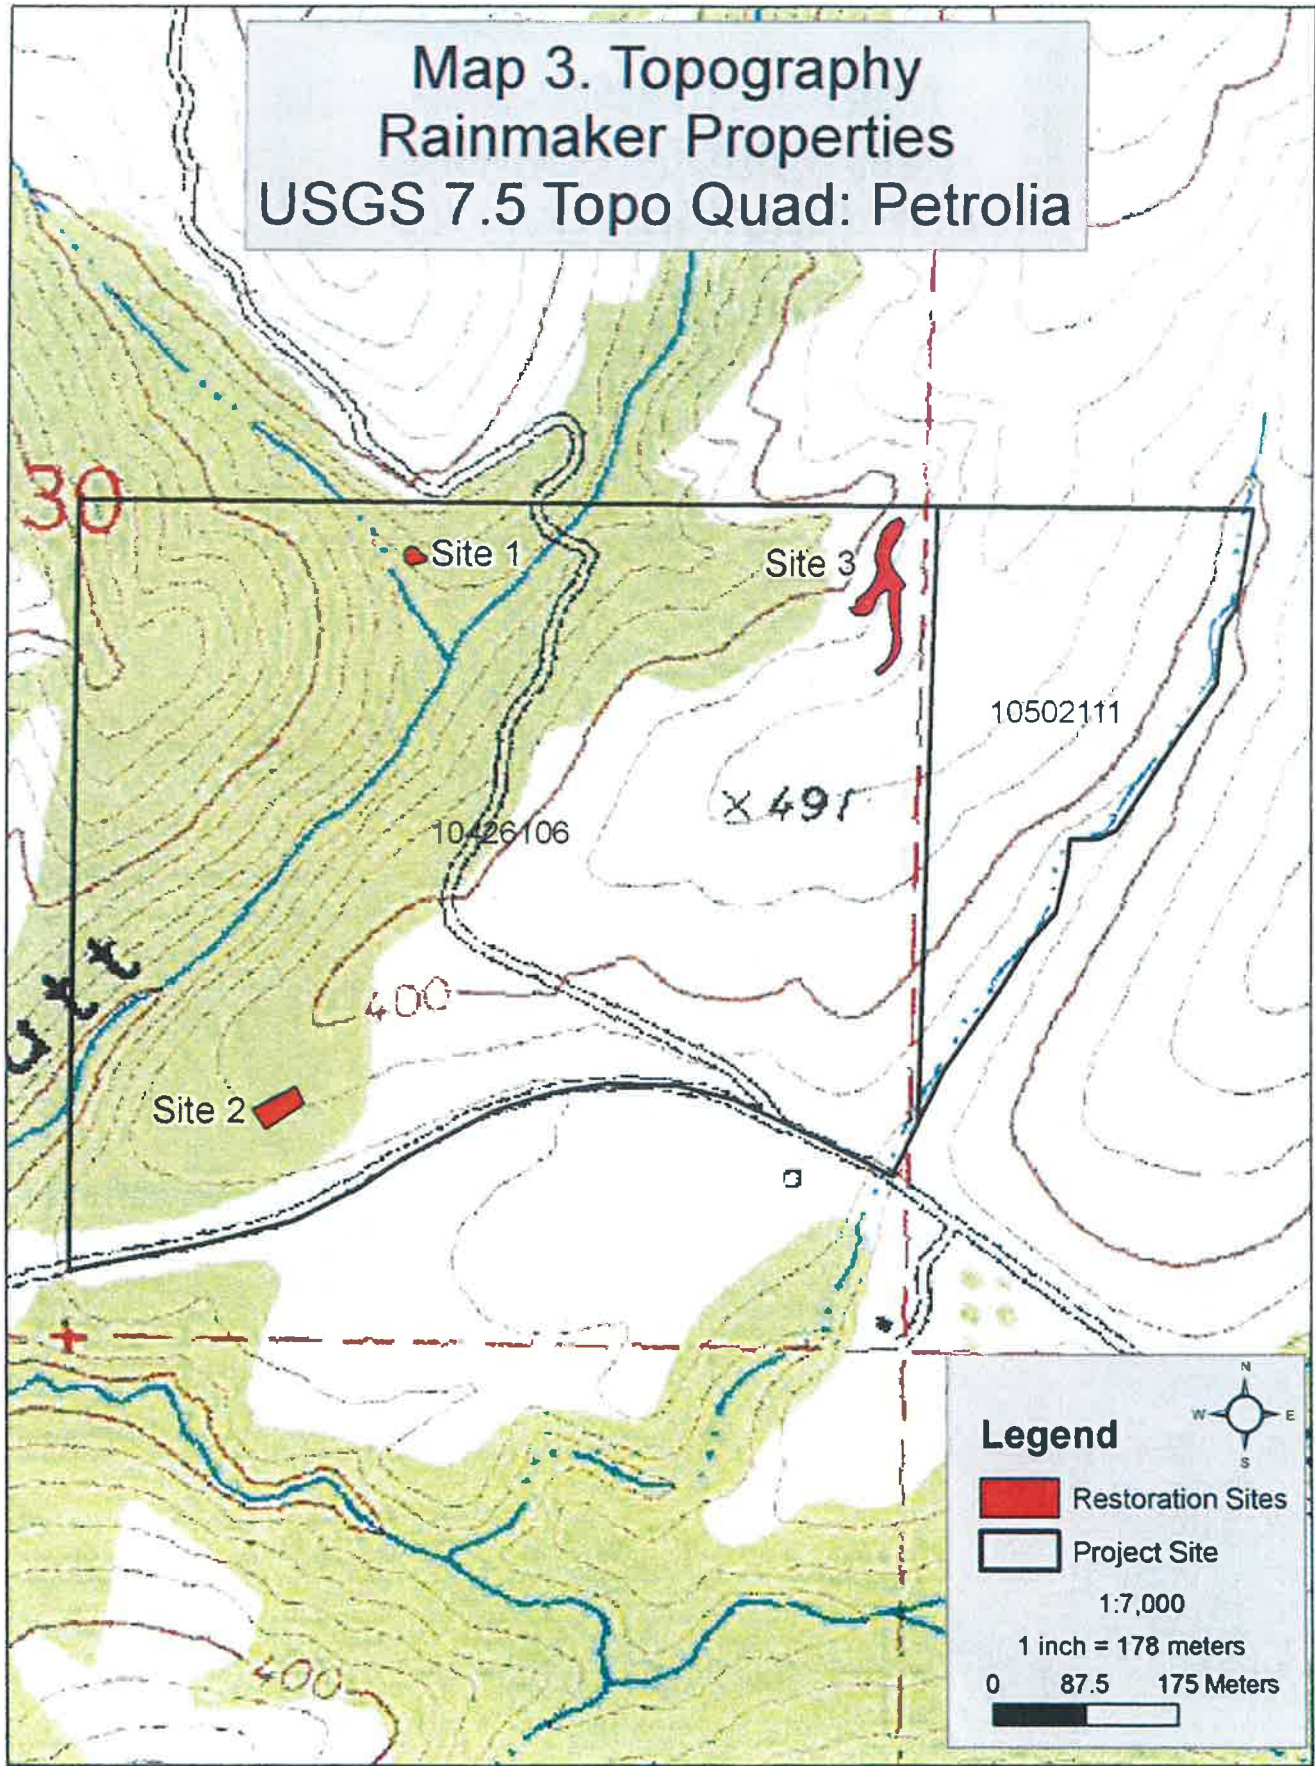 Map 3. Topography
Rainmaker Properties
USGS 7.5 Topo Quad: Petrolia
30
Site 1
Site 3
10502111
X 491
10426106
utt
400
Site 2
N
W E
S
Legend
Restoration Sites
Project Site
1:7,000
1 inch = 178 meters
0 87.5 175 Meters
400